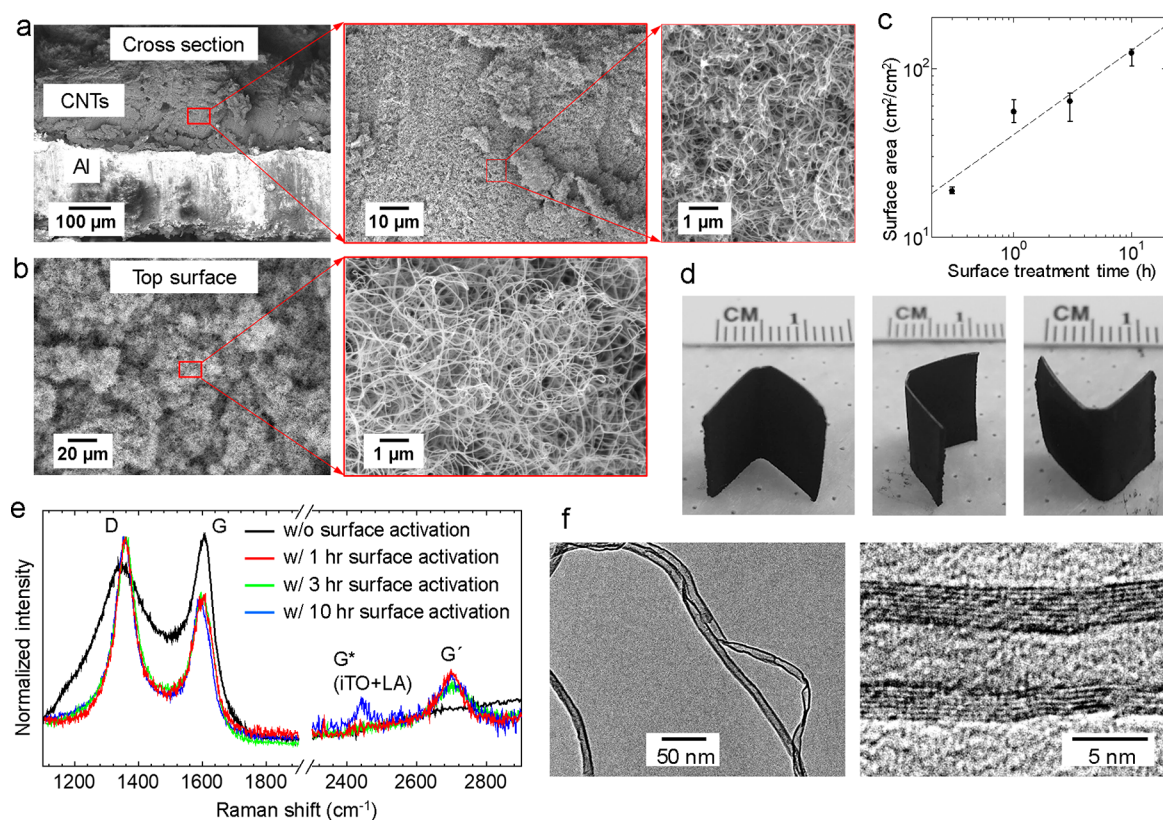 a
Cross section
CNTs
Al
100 µm
10 µm
1 µm
b
Top surface
20 µm
1 µm
c
Surface area (cm²/cm²)
10²
10¹
10⁰
10¹
Surface treatment time (h)
d
CM 1
CM 1
CM 1
e
D
G
w/o surface activation
w/ 1 hr surface activation
w/ 3 hr surface activation
w/ 10 hr surface activation
G*
(iTO+LA)
G´
Normalized intensity
1200 1400 1600 1800 2400 2600 2800
Raman shift (cm⁻¹)
f
50 nm
5 nm